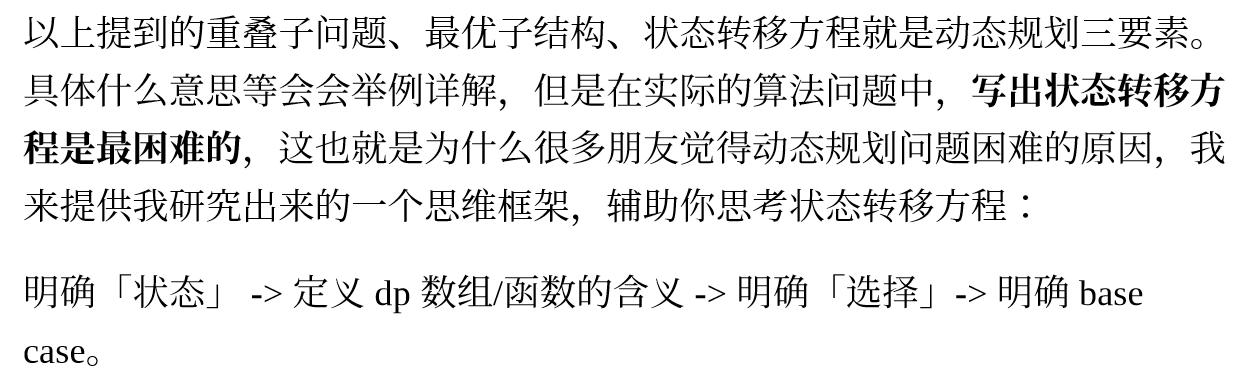 以上提到的重叠子问题、最优子结构、状态转移方程就是动态规划三要素。
具体什么意思等会会举例详解，但是在实际的算法问题中，写出状态转移方
程是最困难的，这也就是为什么很多朋友觉得动态规划问题困难的原因，我
来提供我研究出来的一个思维框架，辅助你思考状态转移方程：
明确「状态」 -> 定义 dp 数组/函数的含义 -> 明确「选择」-> 明确 base
case。